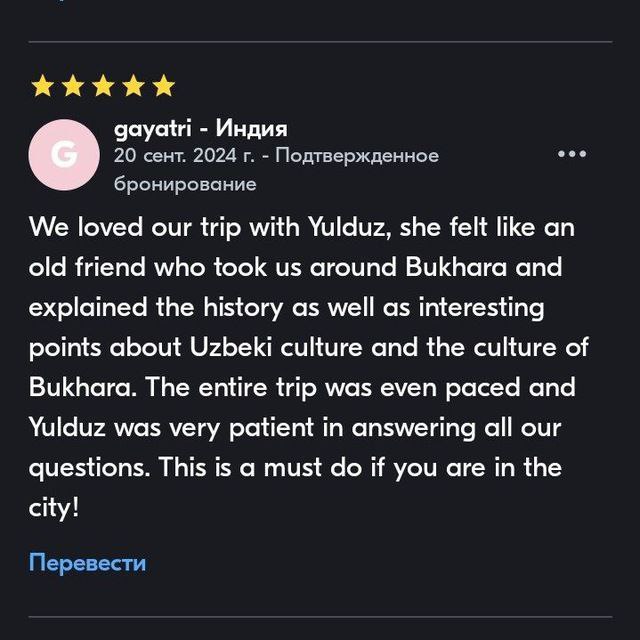 G
gayatri - Индия
20 сент. 2024 г. - Подтвержденное
бронирование
We loved our trip with Yulduz, she felt like an
old friend who took us around Bukhara and
explained the history as well as interesting
points about Uzbeki culture and the culture of
Bukhara. The entire trip was even paced and
Yulduz was very patient in answering all our
questions. This is a must do if you are in the
city!
Перевести